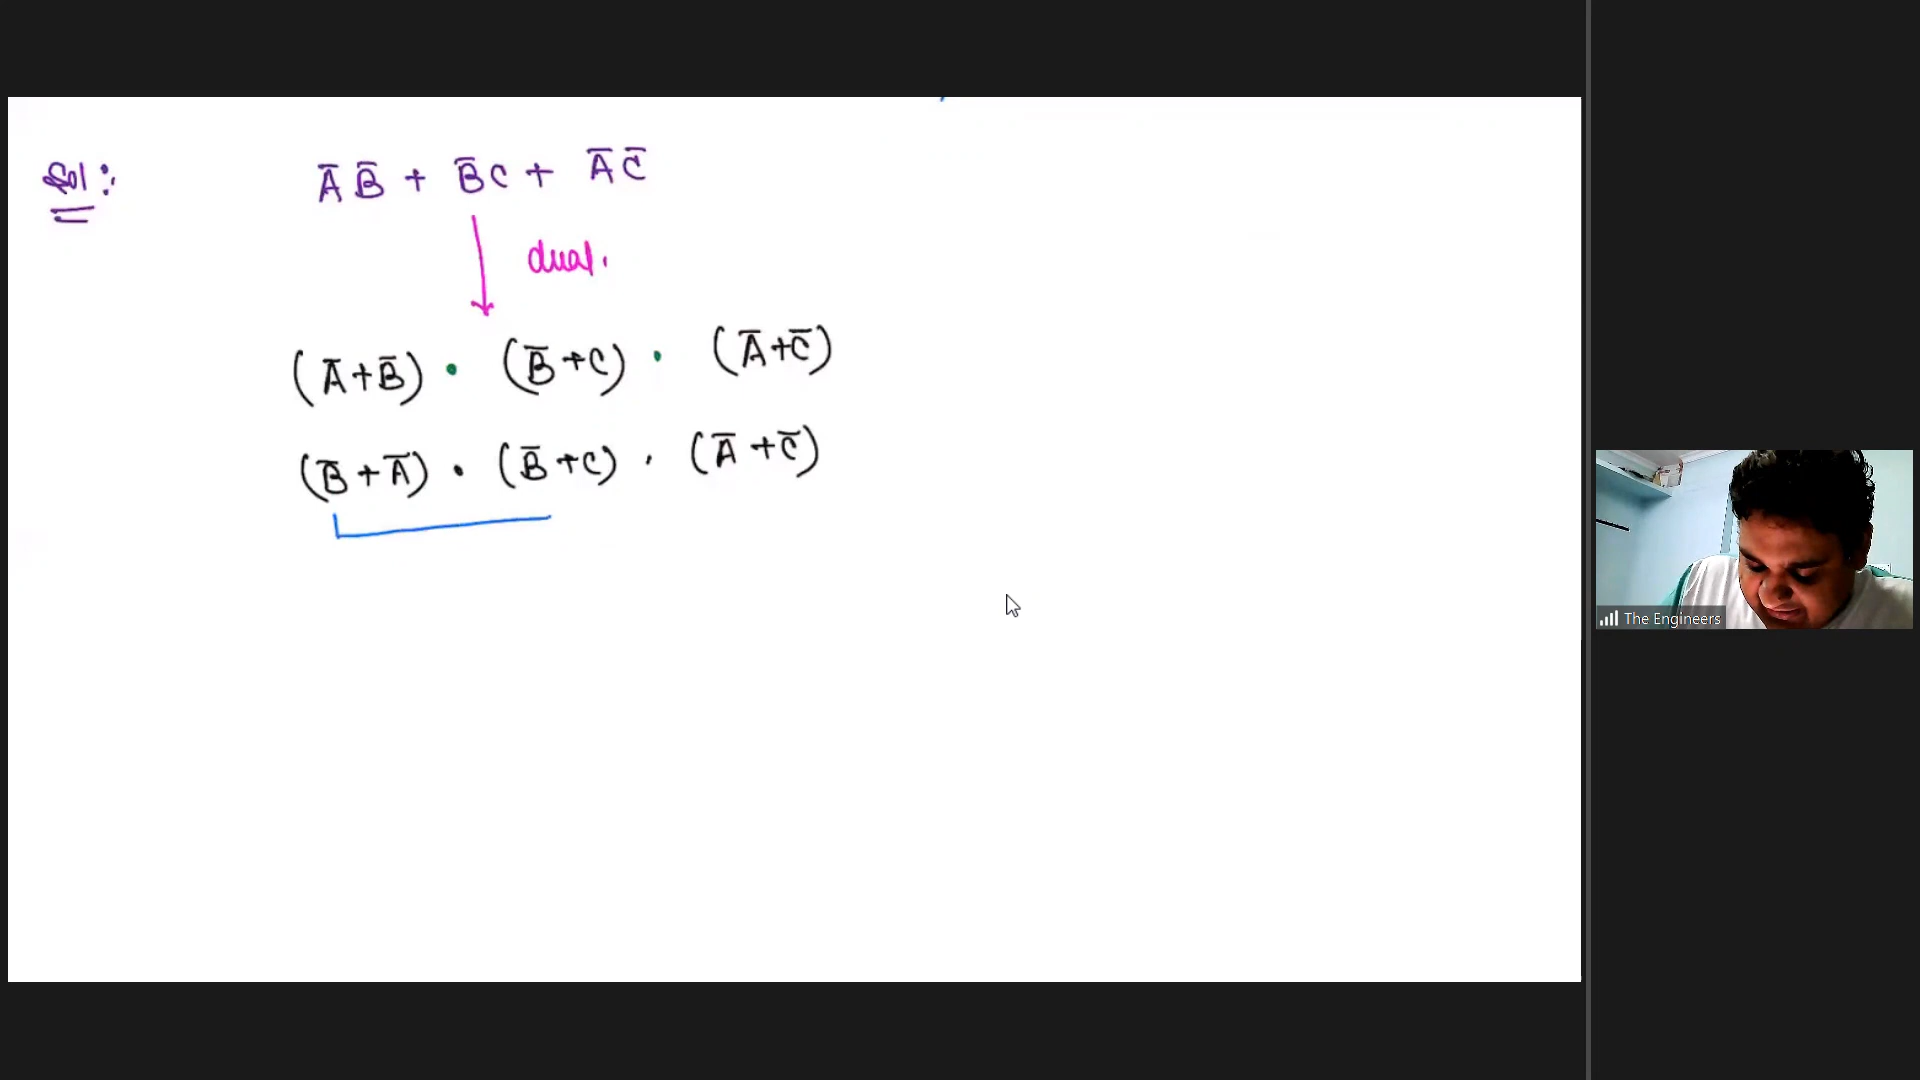 Sol: A̅ B̅ + B̅ C + A̅ C̅
dual.
(A̅+B̅) · (B̅+C) · (A̅+C̅)
(B̅+A̅) · (B̅+C) · (A̅+C̅)
The Engineers